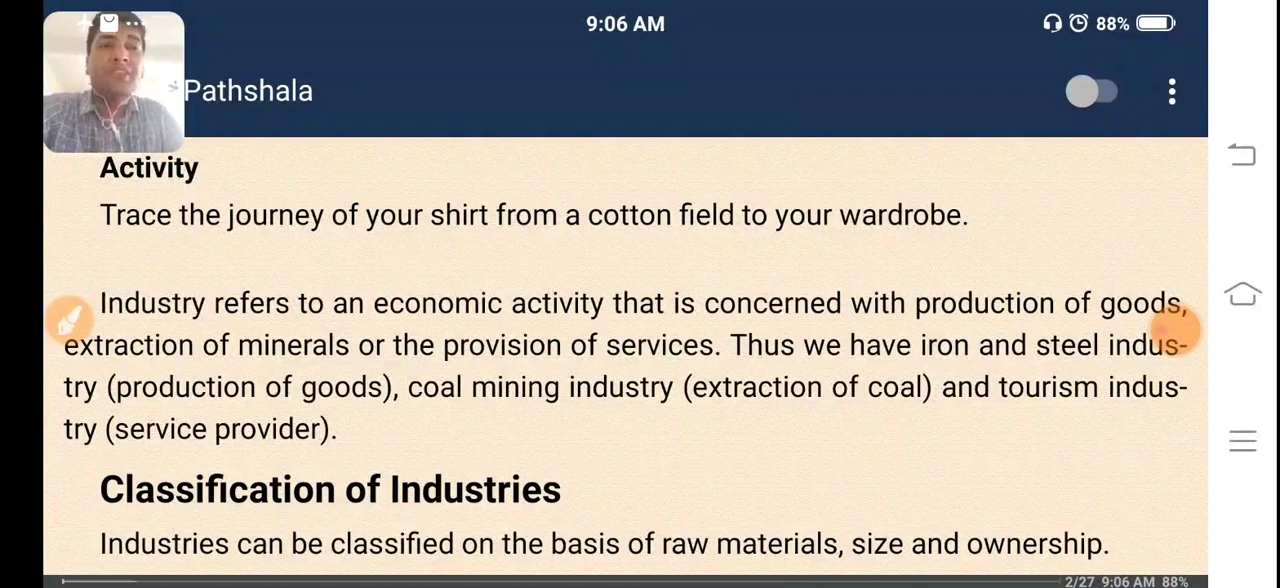 9:06 AM
88%
Pathshala
Activity
Trace the journey of your shirt from a cotton field to your wardrobe.
Industry refers to an economic activity that is concerned with production of goods,
extraction of minerals or the provision of services. Thus we have iron and steel indus-
try (production of goods), coal mining industry (extraction of coal) and tourism indus-
try (service provider).
Classification of Industries
Industries can be classified on the basis of raw materials, size and ownership.
2/27 9:06 AM 88%